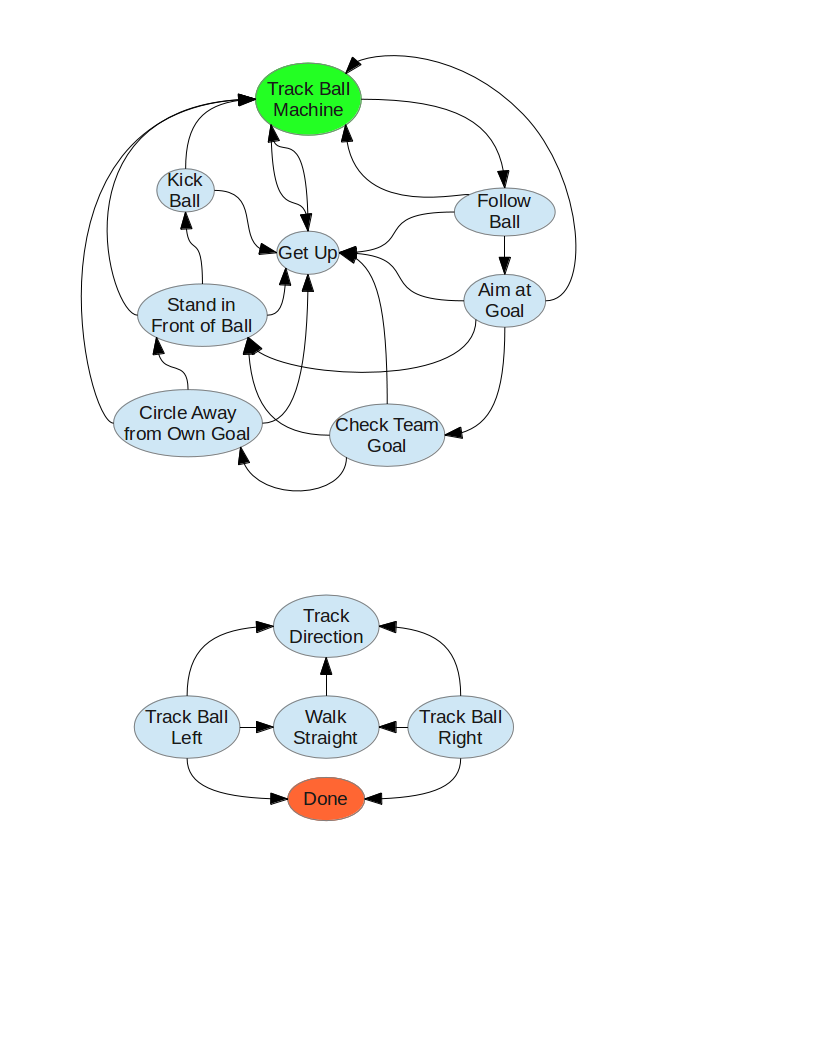 Track Ball
Machine
Kick
Ball
Follow
Ball
Get Up
Aim at
Goal
Stand in
Front of Ball
Circle Away
from Own Goal
Check Team
Goal
Track
Direction
Track Ball
Left
Walk
Straight
Track Ball
Right
Done